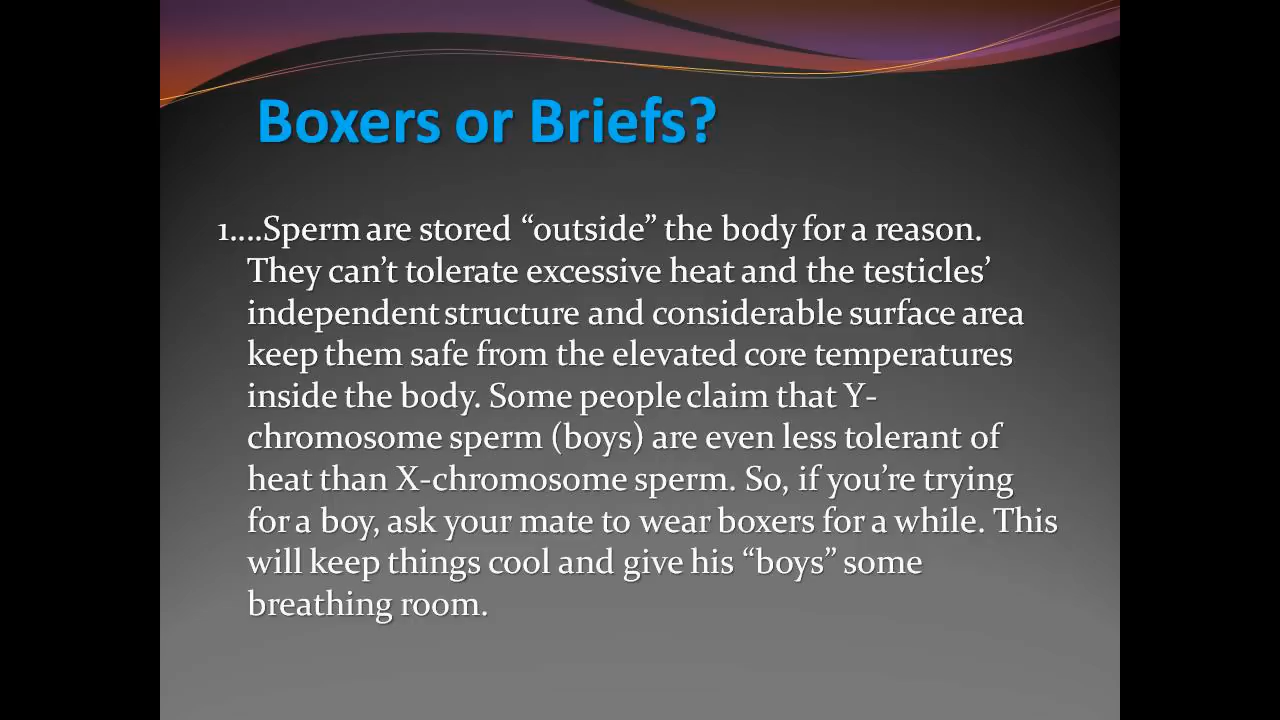 Boxers or Briefs?
1....Sperm are stored “outside” the body for a reason.
They can’t tolerate excessive heat and the testicles’
independent structure and considerable surface area
keep them safe from the elevated core temperatures
inside the body. Some people claim that Y-
chromosome sperm (boys) are even less tolerant of
heat than X-chromosome sperm. So, if you’re trying
for a boy, ask your mate to wear boxers for a while. This
will keep things cool and give his “boys” some
breathing room.